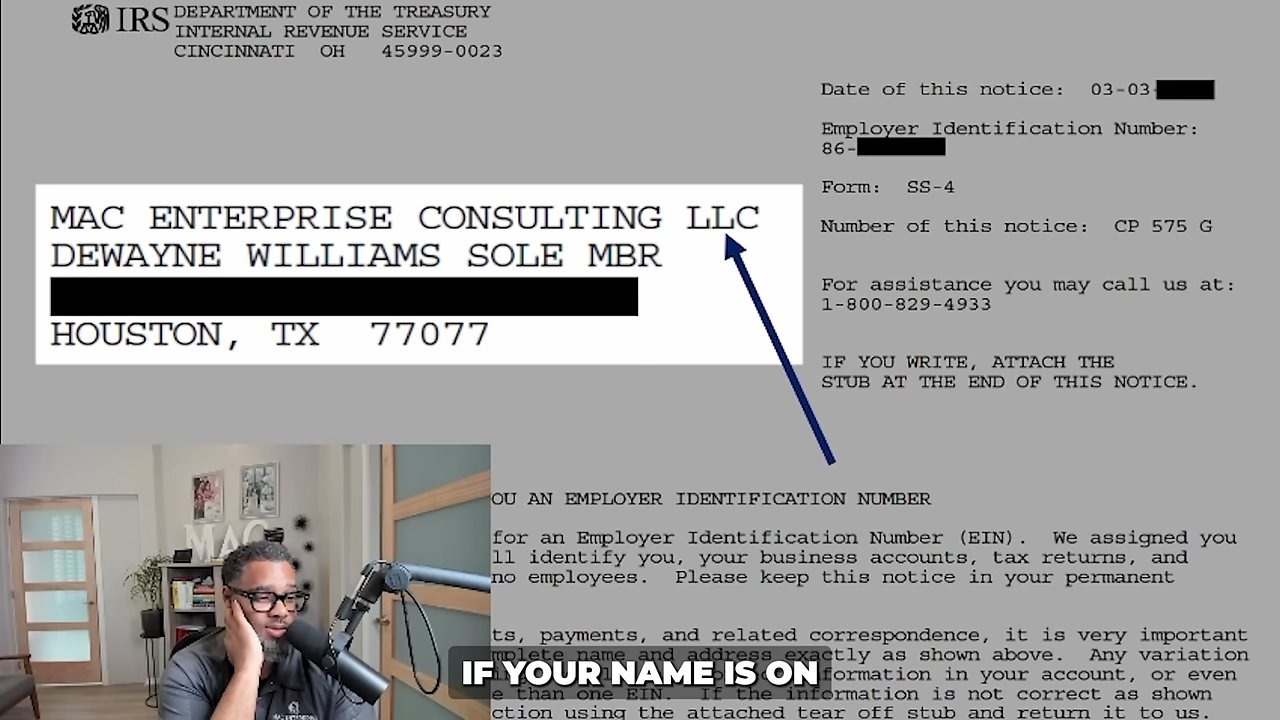 IRS DEPARTMENT OF THE TREASURY
INTERNAL REVENUE SERVICE
CINCINNATI OH 45999-0023
Date of this notice: 03-03-
Employer Identification Number:
86-
Form: SS-4
Number of this notice: CP 575 G
For assistance you may call us at:
1-800-829-4933
IF YOU WRITE, ATTACH THE
STUB AT THE END OF THIS NOTICE.
MAC ENTERPRISE CONSULTING LLC
DEWAYNE WILLIAMS SOLE MBR
HOUSTON, TX 77077
OU AN EMPLOYER IDENTIFICATION NUMBER
for an Employer Identification Number (EIN). We assigned you
ll identify you, your business accounts, tax returns, and
no employees. Please keep this notice in your permanent
ts, payments, and related correspondence, it is very important
mplete name and address exactly as shown above. Any variation
information in your account, or even
e than one EIN. If the information is not correct as shown
ction using the attached tear off stub and return it to us.
MAC
IF YOUR NAME IS ON